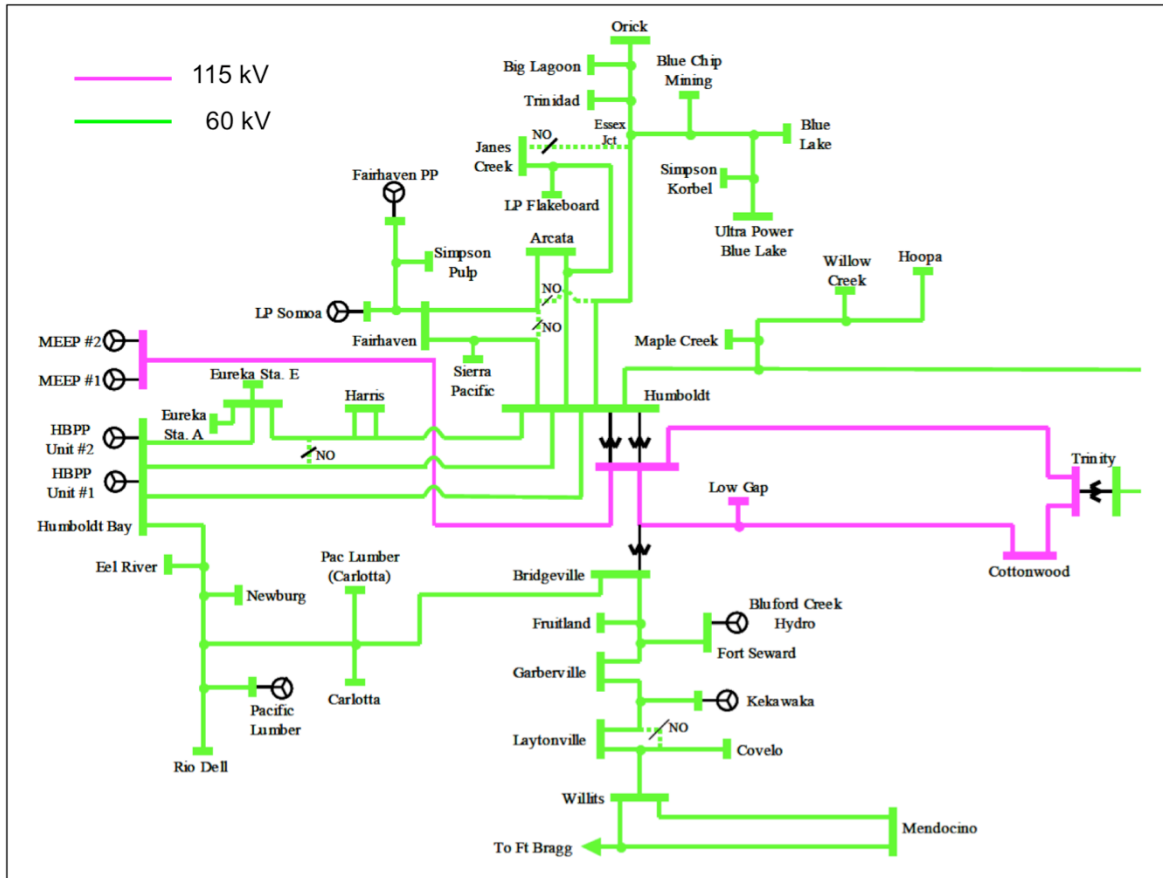 115 kV
60 kV
Orick
Big Lagoon
Blue Chip
Mining
Trinidad
Essex
Jct
NO
Janes
Creek
Blue
Lake
Simpson
Korbel
LP Flakeboard
Ultra Power
Blue Lake
Fairhaven PP
Simpson
Pulp
Arcata
Willow
Creek
Hoopa
NO
LP Somoa
NO
Fairhaven
Maple Creek
MEEP #2
Sierra
Pacific
MEEP #1
Eureka Sta. E
Harris
Humboldt
Eureka
Sta. A
HBPP
Unit #2
NO
HBPP
Unit #1
Trinity
Low Gap
Humboldt Bay
Eel River
Pac Lumber
(Carlotta)
Bridgeville
Cottonwood
Newburg
Fruitland
Bluford Creek
Hydro
Fort Seward
Garberville
Carlotta
Pacific
Lumber
Kekawaka
NO
Laytonville
Covelo
Rio Dell
Willits
Mendocino
To Ft Bragg